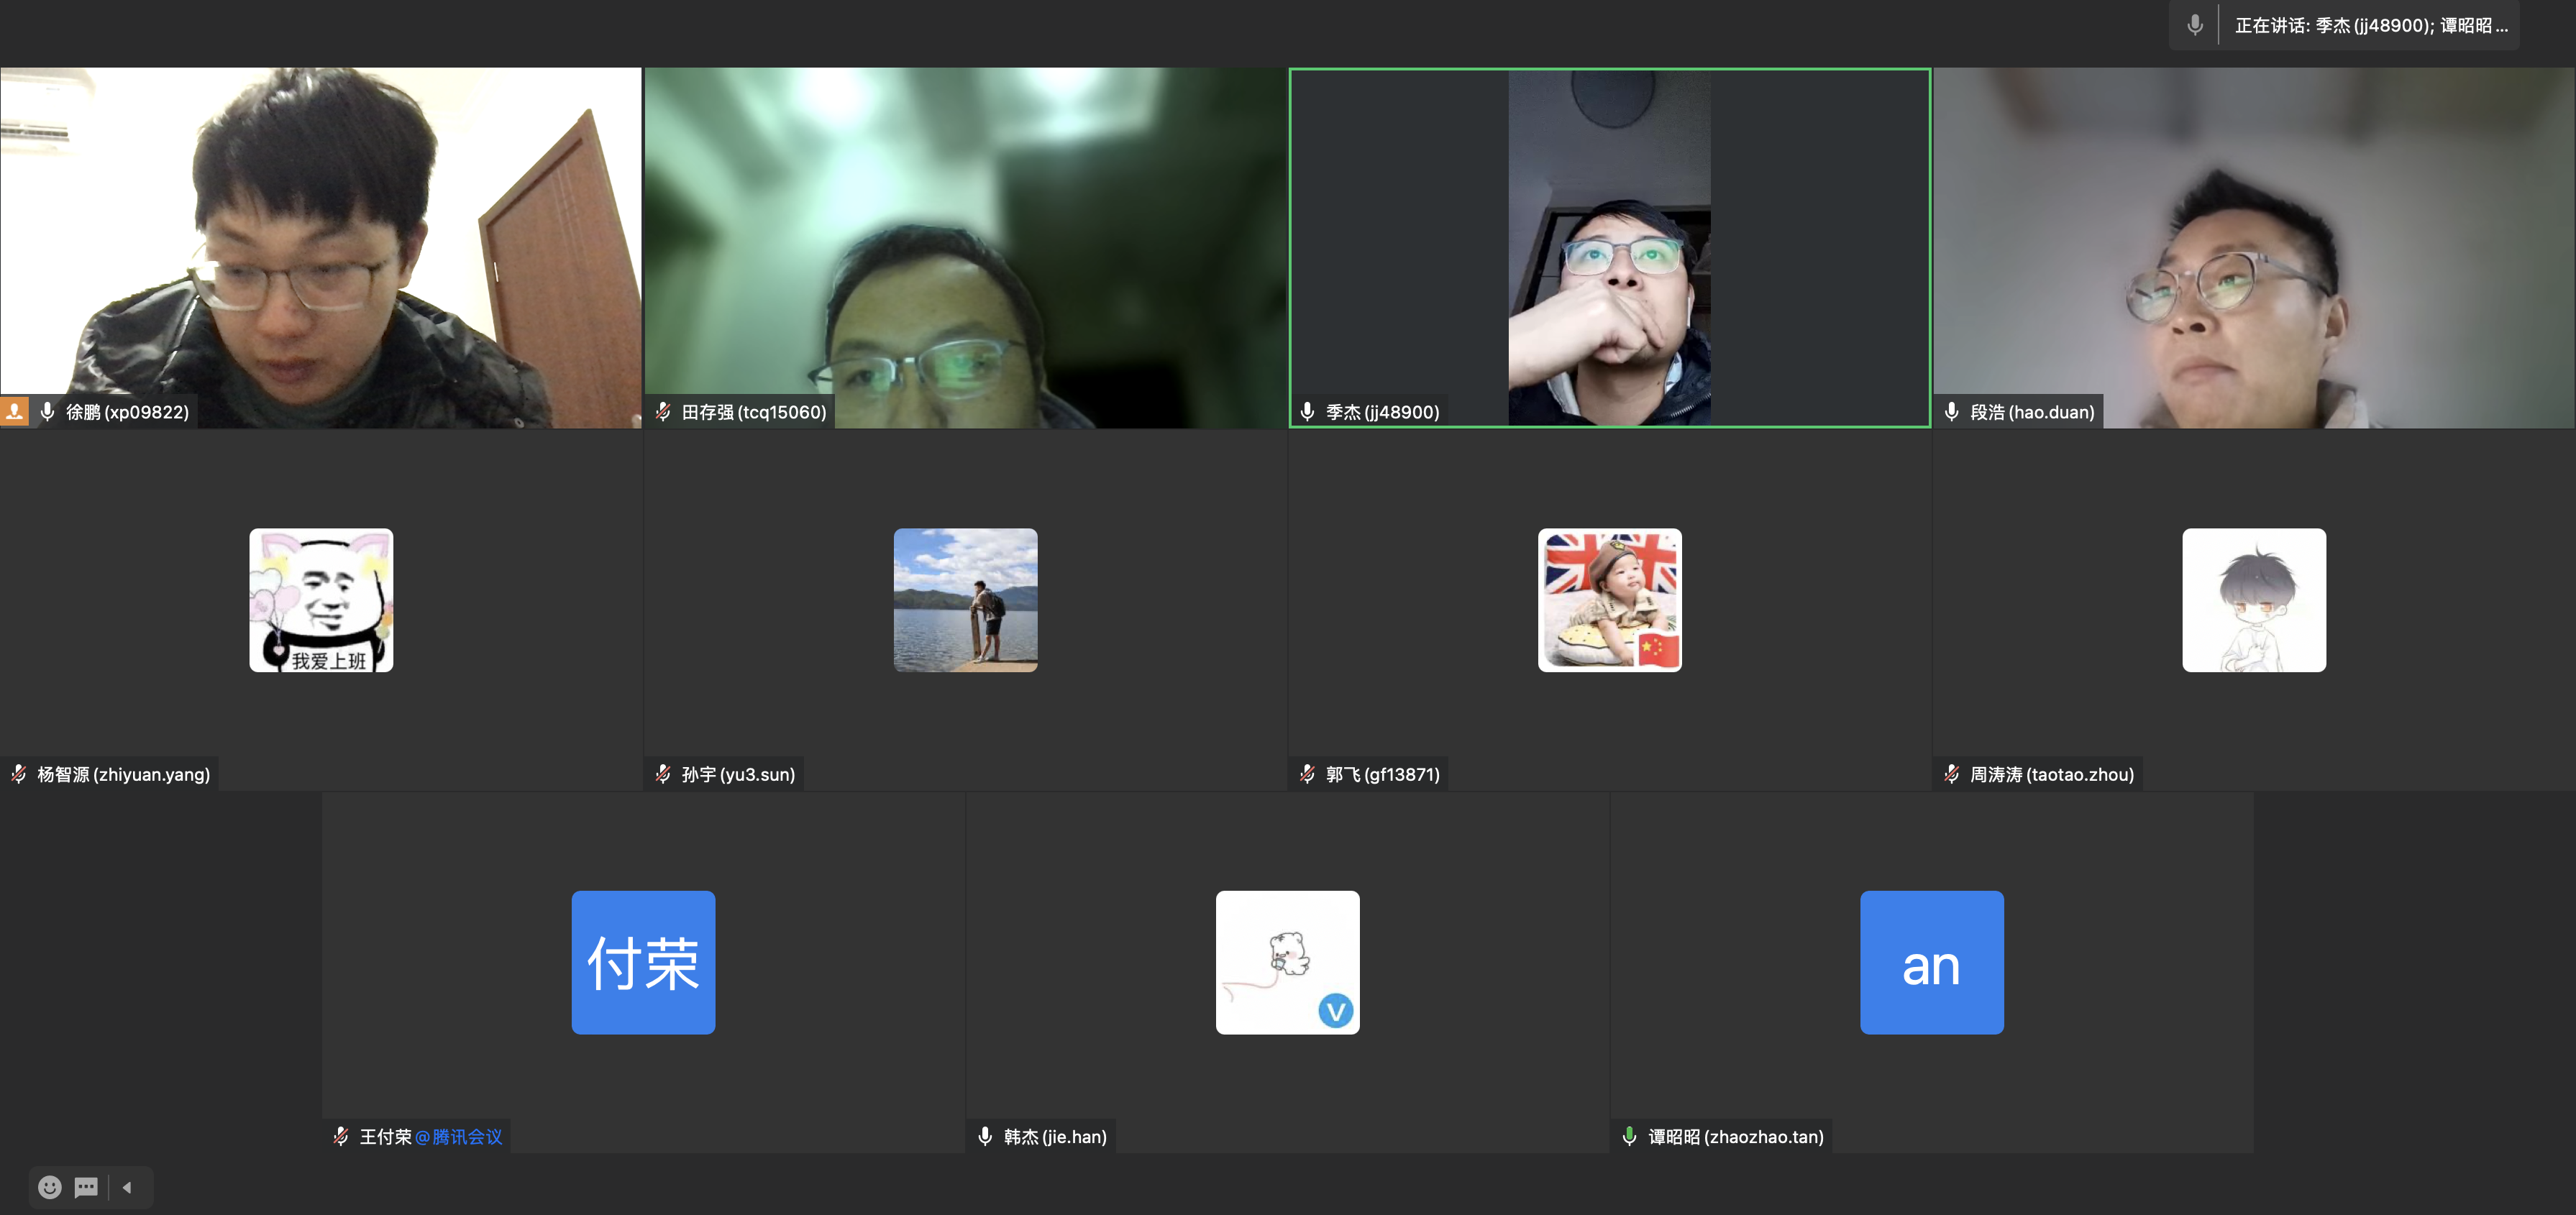 正在讲话: 季杰(jj48900); 谭昭昭...
徐鹏(xp09822)
田存强(tcq15060)
季杰(jj48900)
段浩(hao.duan)
我爱上班
杨智源(zhiyuan.yang)
孙宇(yu3.sun)
郭飞(gf13871)
周涛涛(taotao.zhou)
付荣
V
an
王付荣@腾讯会议
韩杰(jie.han)
谭昭昭(zhaozhao.tan)